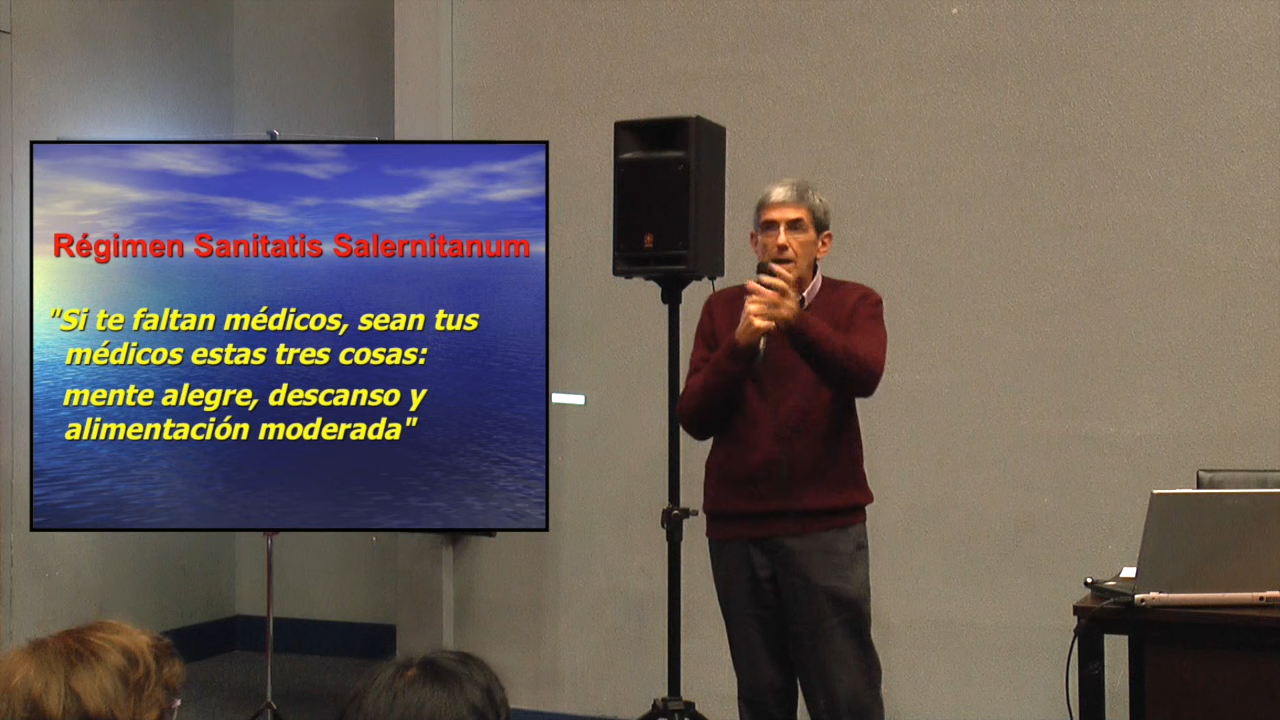 Régimen Sanitatis Salernitanum
"Si te faltan médicos, sean tus
médicos estas tres cosas:
mente alegre, descanso y
alimentación moderada"